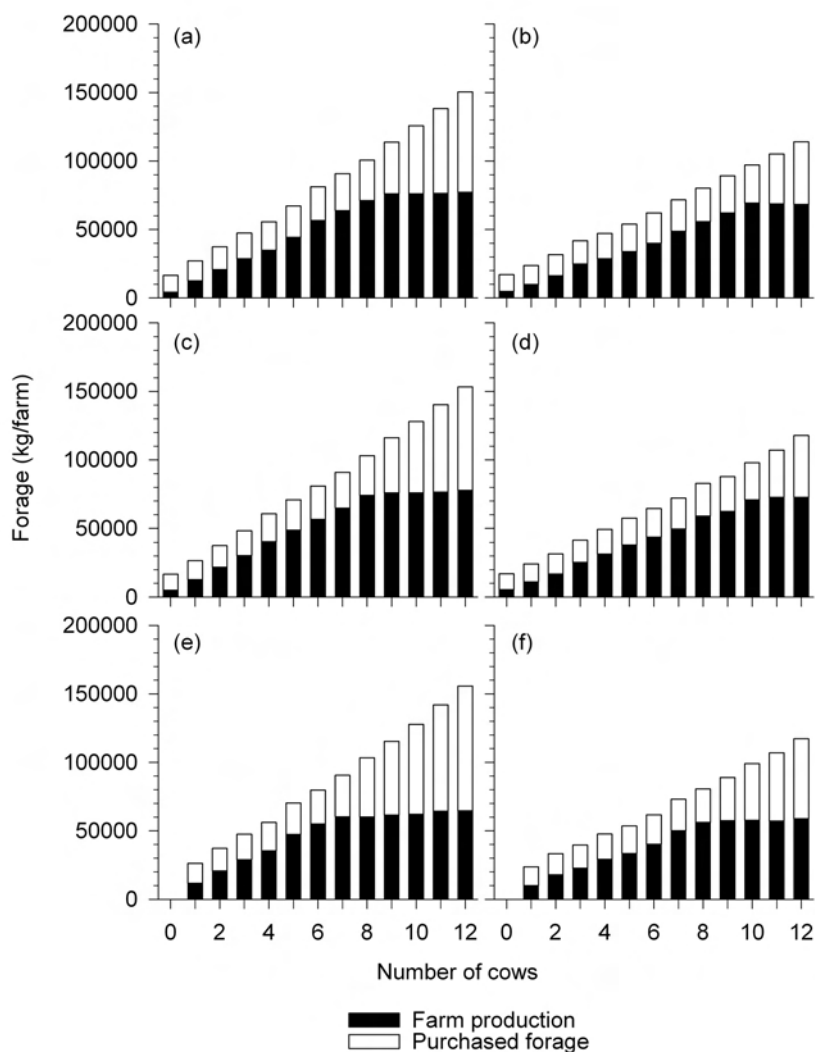 200000
(a)
(b)
150000
100000
50000
0
200000
(c)
(d)
150000
100000
50000
0
200000
(e)
(f)
150000
100000
50000
0
Forage (kg/farm)
0 2 4 6 8 10 12
0 2 4 6 8 10 12
Number of cows
Farm production
Purchased forage